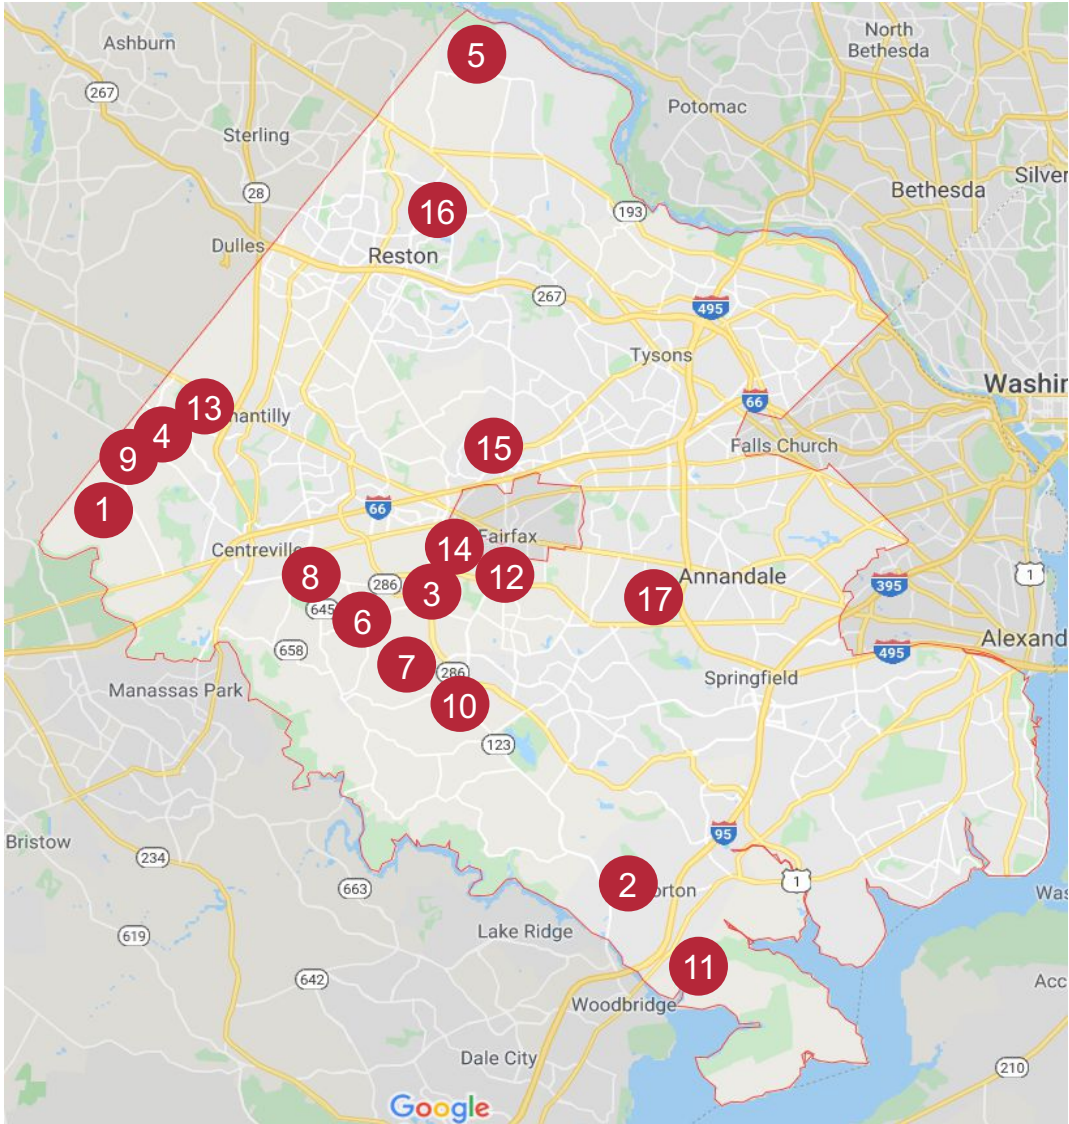 Ashburn
267
Sterling
5
North
Bethesda
Potomac
Silver
Bethesda
28
16
193
Dulles
Reston
267
495
Tysons
Washin
66
13
hantilly
4
15
Falls Church
9
1
66
Centreville
14
Fairfax
8
286
3
12
Annandale
17
395
1
645
6
658
7
286
Alexand
495
Springfield
Manassas Park
10
123
95
Bristow
234
2
orton
1
663
Was
Lake Ridge
619
11
642
Acc
Woodbridge
Dale City
210
Google